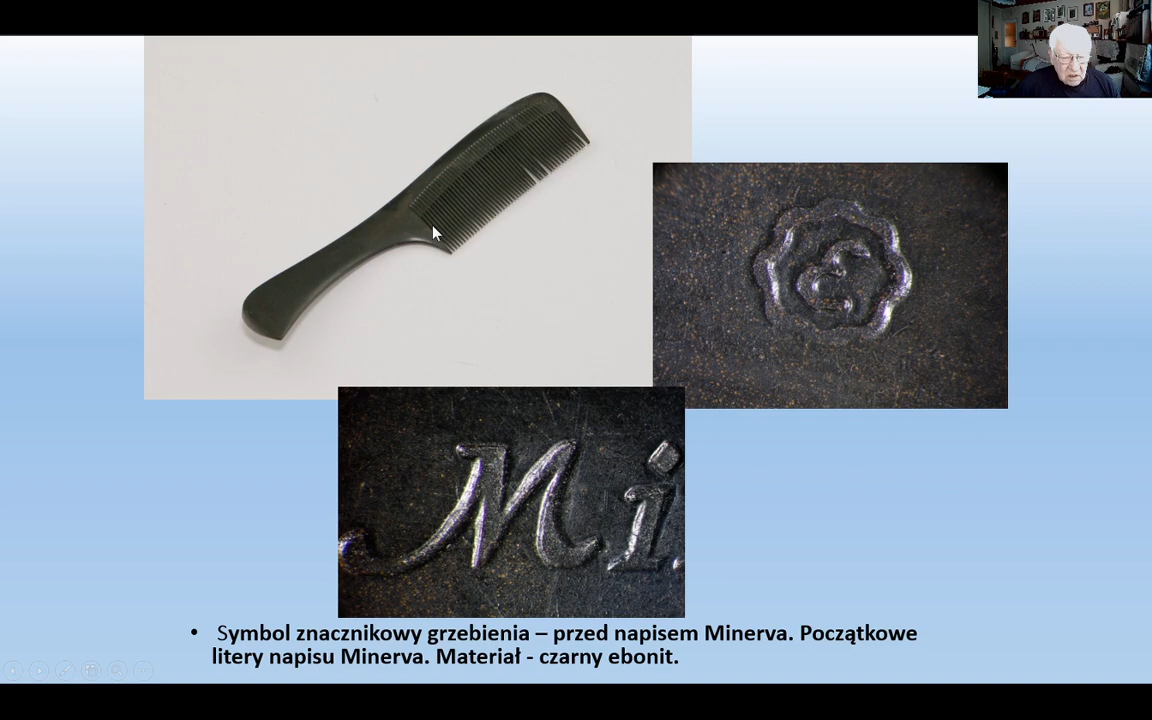 Mi
• Symbol znacznikowy grzebienia – przed napisem Minerva. Początkowe
litery napisu Minerva. Materiał - czarny ebonit.